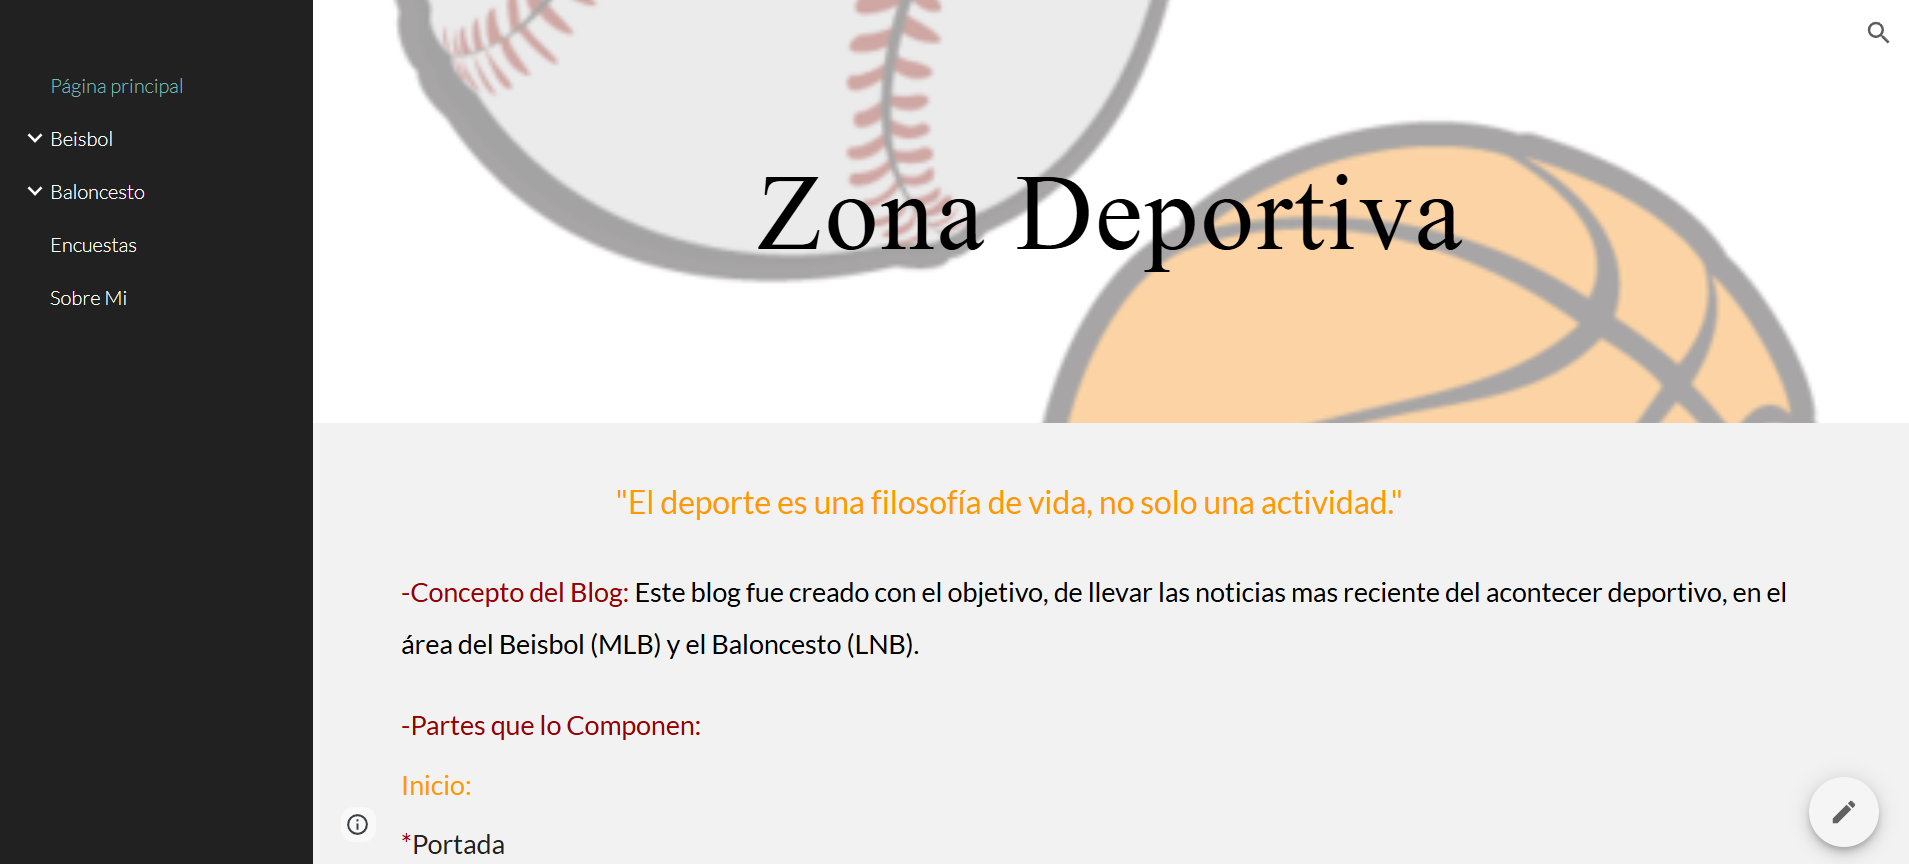 Página principal
Beisbol
Baloncesto
Encuestas
Sobre Mi
Zona Deportiva
"El deporte es una filosofía de vida, no solo una actividad."
-Concepto del Blog: Este blog fue creado con el objetivo, de llevar las noticias mas reciente del acontecer deportivo, en el
área del Beisbol (MLB) y el Baloncesto (LNB).
-Partes que lo Componen:
Inicio:
*Portada